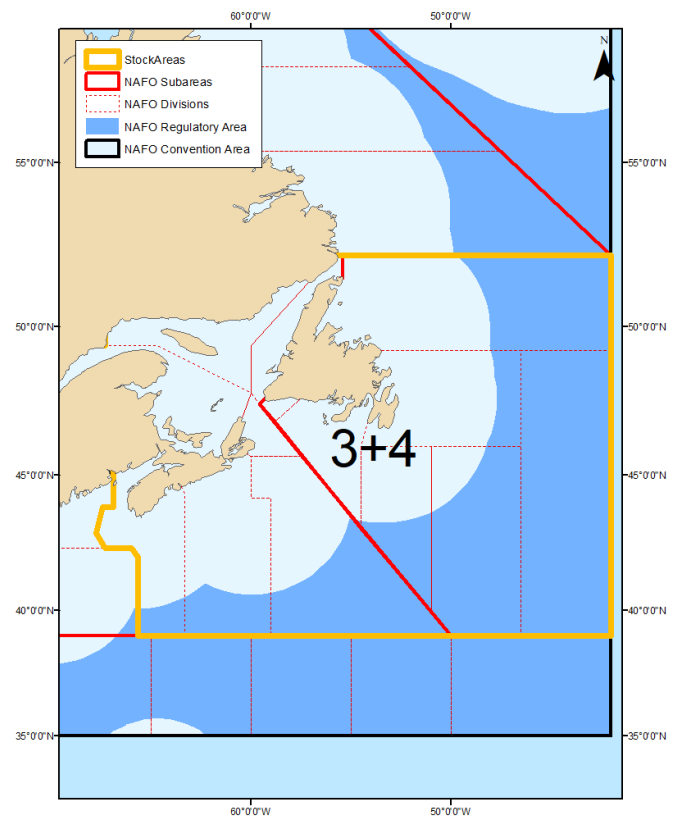 60°0'0"W 50°0'0"W
N
StockAreas
NAFO Subareas
NAFO Divisions
NAFO Regulatory Area
NAFO Convention Area
55°0'0"N 55°0'0"N
50°0'0"N 50°0'0"N
3+4
45°0'0"N 45°0'0"N
40°0'0"N 40°0'0"N
35°0'0"N 35°0'0"N
60°0'0"W 50°0'0"W